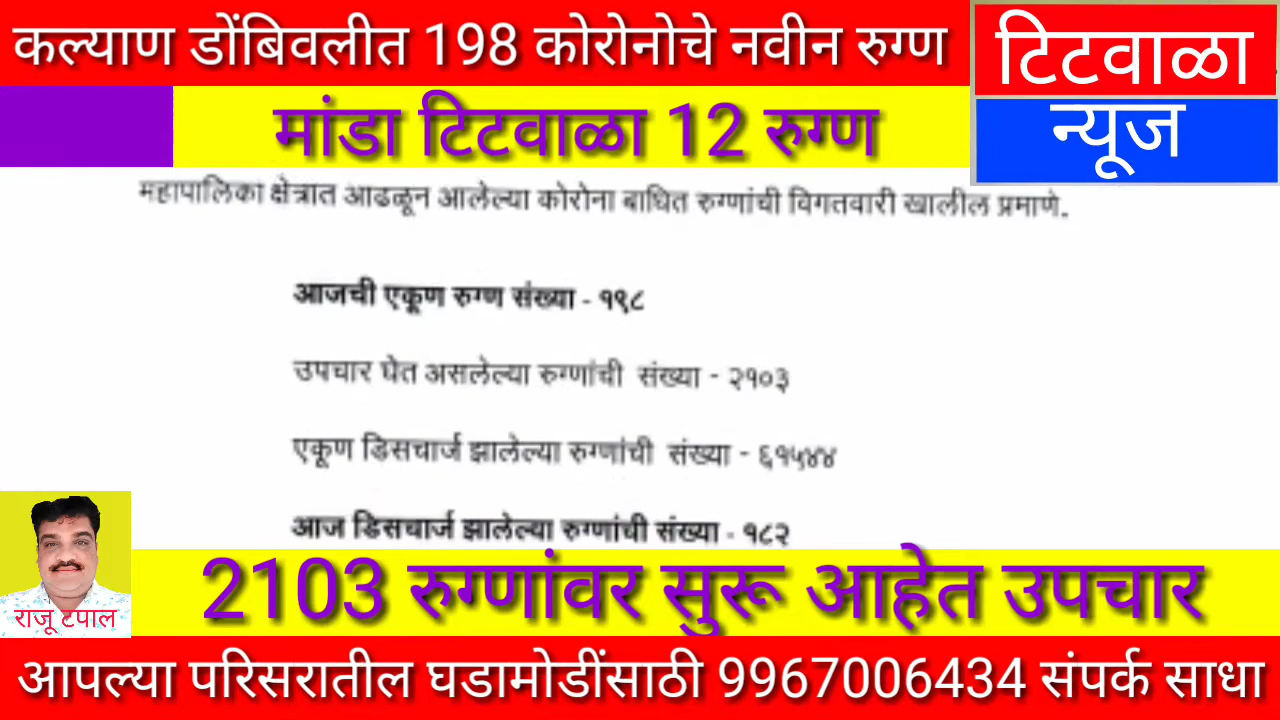 कल्याण डोंबिवलीत 198 कोरोनोचे नवीन रुग्ण
टिटवाळा
न्यूज
मांडा टिटवाळा 12 रुग्ण
महापालिका क्षेत्रात आढळून आलेल्या कोरोना बाधित रुग्णांची विगतवारी खालील प्रमाणे.
आजची एकूण रुग्ण संख्या - १९८
उपचार घेत असलेल्या रुग्णांची संख्या - २१०३
एकूण डिसचार्ज झालेल्या रुग्णांची संख्या - ६१५४४
आज डिसचार्ज झालेल्या रुग्णांची संख्या - १८२
2103 रुग्णांवर सुरू आहेत उपचार
राजू टपाल
आपल्या परिसरातील घडामोडींसाठी 9967006434 संपर्क साधा